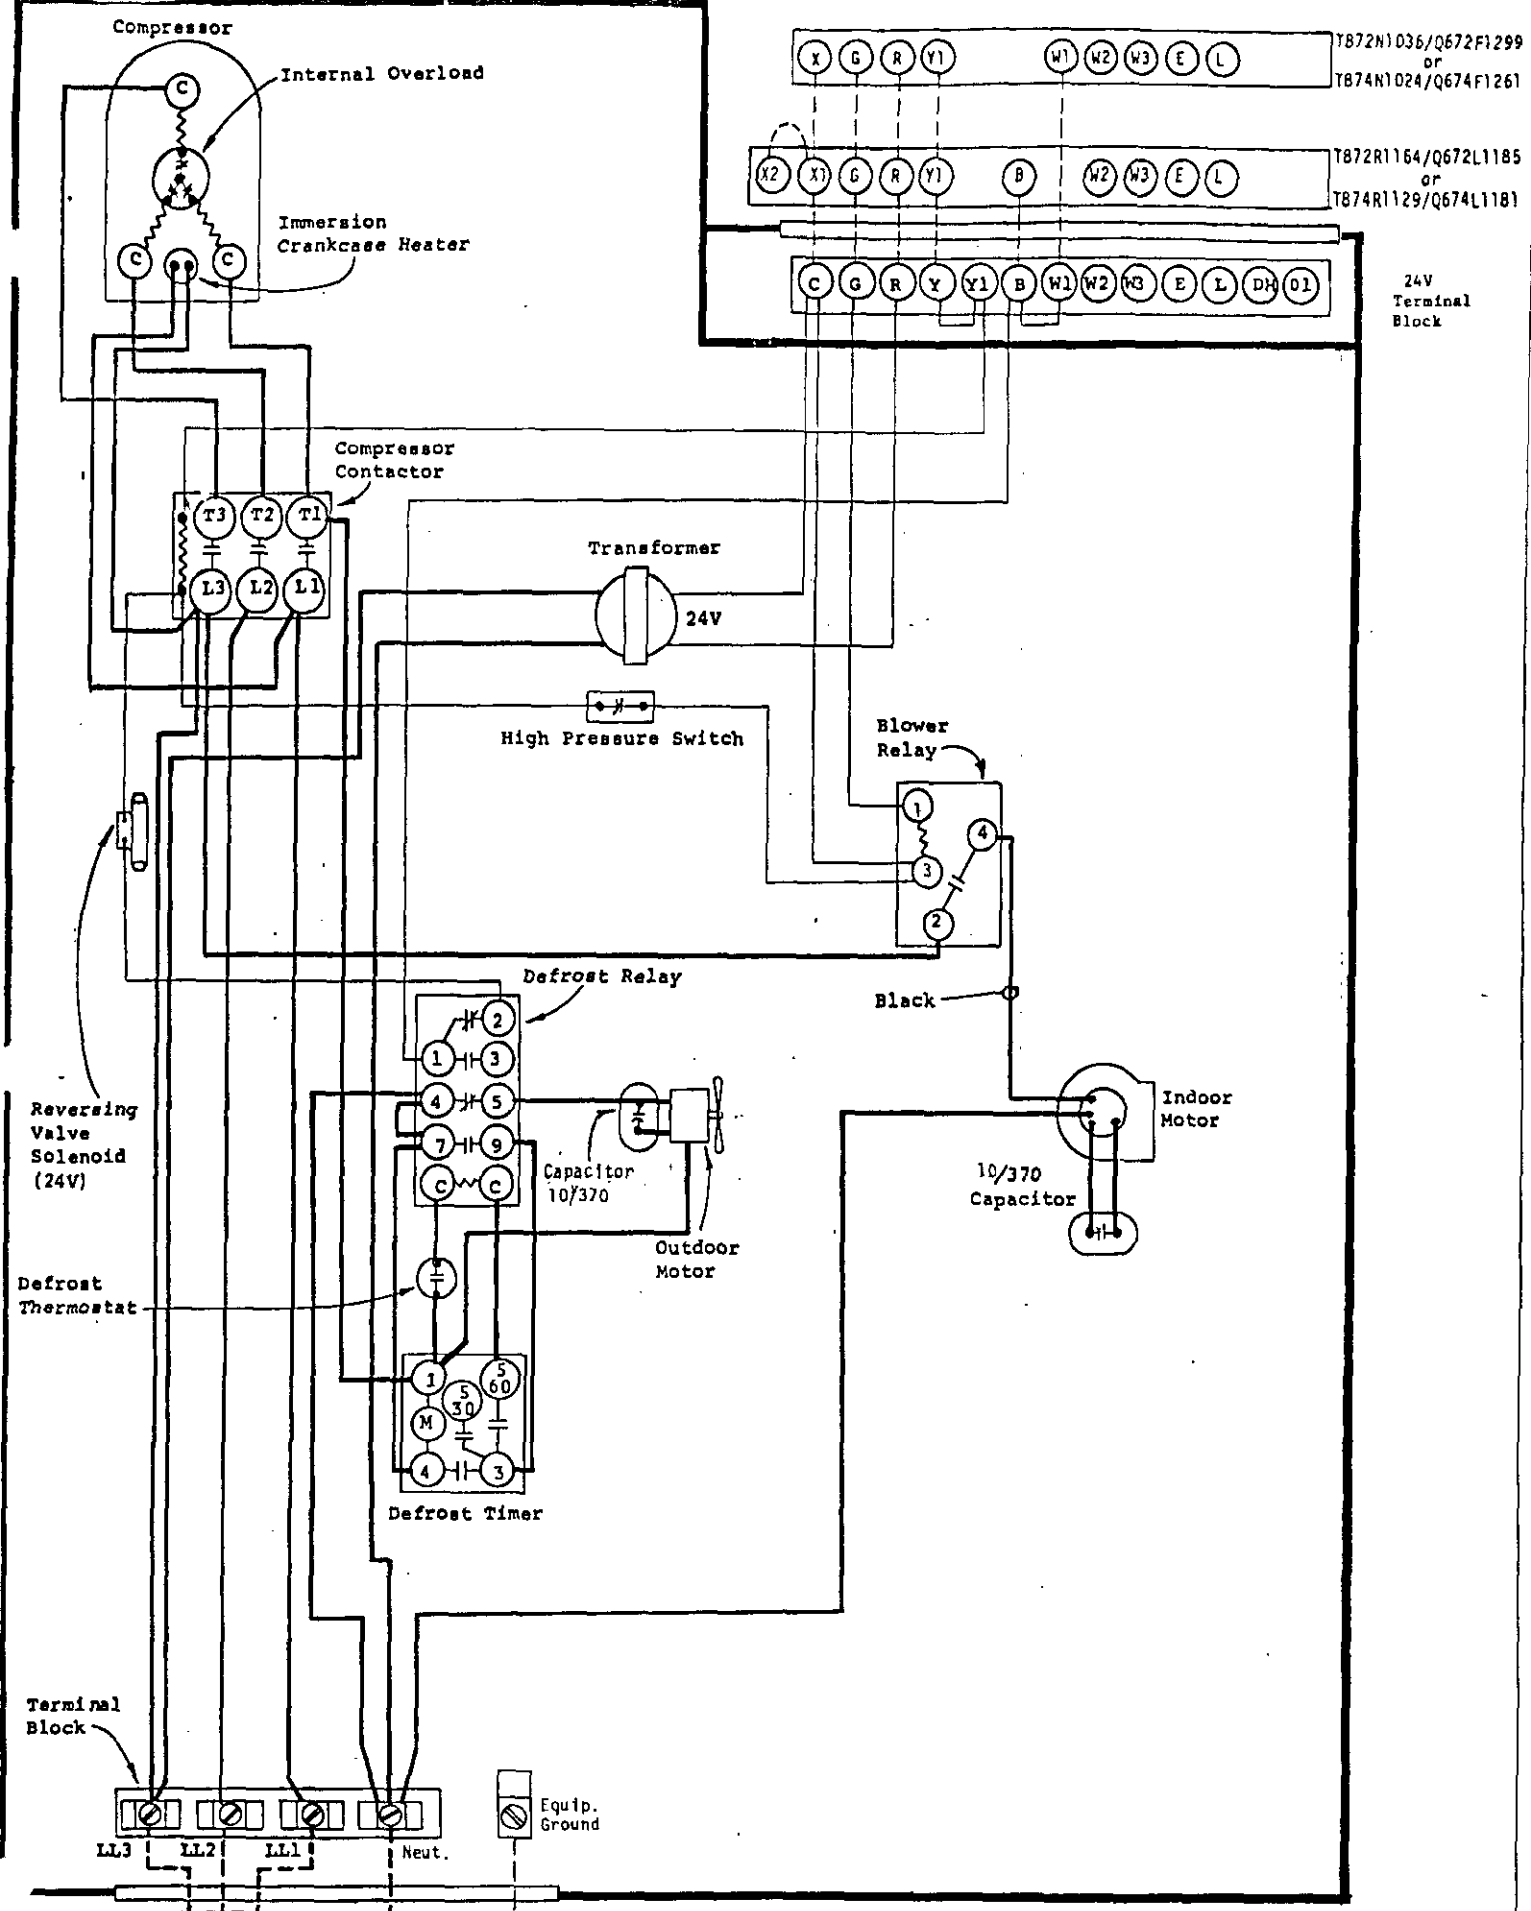 Compressor
Internal Overload
Immersion
Crankcase Heater
C
C
C
T872N1036/Q672F1299
or
T874N1024/Q674F1261
X G R Y1 W1 W2 W3 E L
T872R1164/Q672L1185
or
T874R1129/Q674L1181
X2 X1 G R Y1 B W2 W3 E L
C G R Y Y1 B W1 W2 W3 E L DH O1
24V
Terminal
Block
Compressor
Contactor
T3 T2 T1
L3 L2 L1
Transformer
24V
High Pressure Switch
Blower
Relay
1
4
3
2
Black
Defrost Relay
2
1 3
4 5
7 9
C C
Reversing
Valve
Solenoid
(24V)
Capacitor
10/370
Outdoor
Motor
Indoor
Motor
10/370
Capacitor
Defrost
Thermostat
1
5
60
5
30
M
4 3
Defrost Timer
Terminal
Block
LL3 LL2 LL1 Neut.
Equip.
Ground